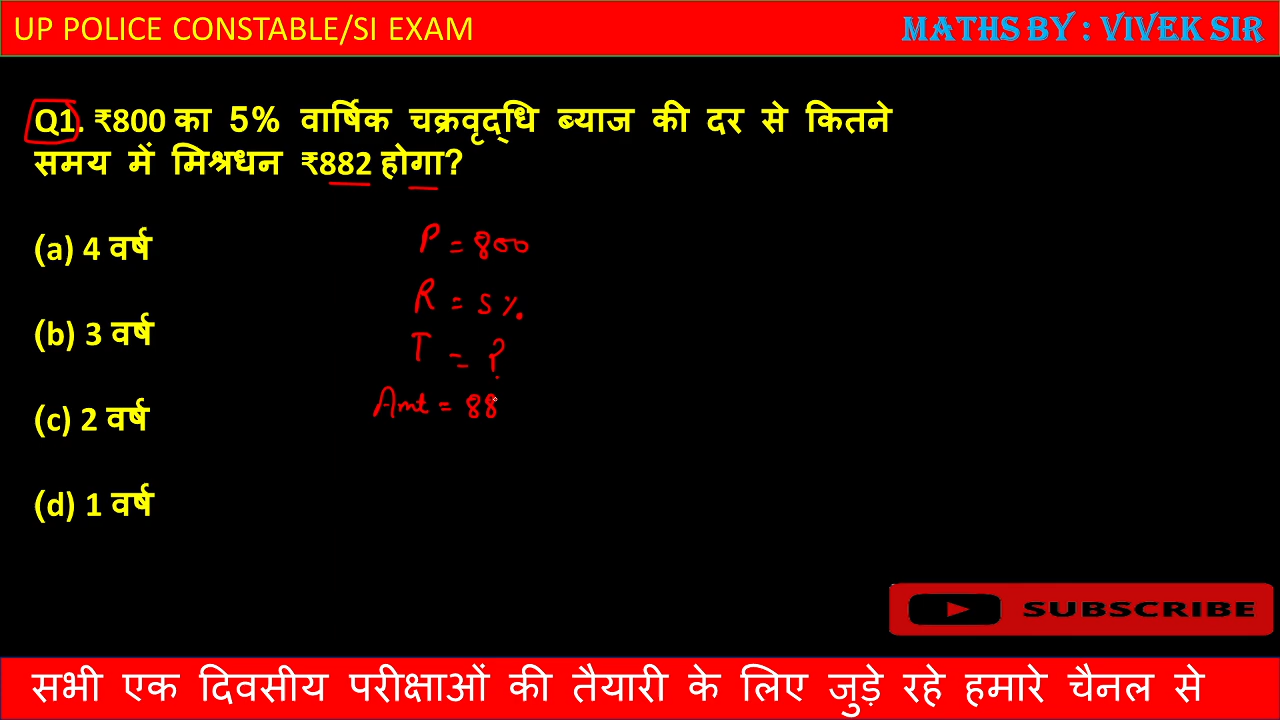 UP POLICE CONSTABLE/SI EXAM
MATHS BY : VIVEK SIR
Q1. ₹800 का 5% वार्षिक चक्रवृद्धि ब्याज की दर से कितने
समय में मिश्रधन ₹882 होगा?
(a) 4 वर्ष
(b) 3 वर्ष
(c) 2 वर्ष
(d) 1 वर्ष
P = 800
R = 5 %.
T = ?
Amt = 88
SUBSCRIBE
सभी एक दिवसीय परीक्षाओं की तैयारी के लिए जुड़े रहे हमारे चैनल से